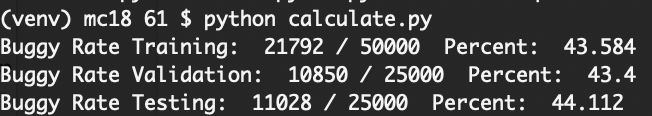 (venv) mc18 61 $ python calculate.py
Buggy Rate Training:  21792 / 50000  Percent:  43.584
Buggy Rate Validation:  10850 / 25000  Percent:  43.4
Buggy Rate Testing:  11028 / 25000  Percent:  44.112